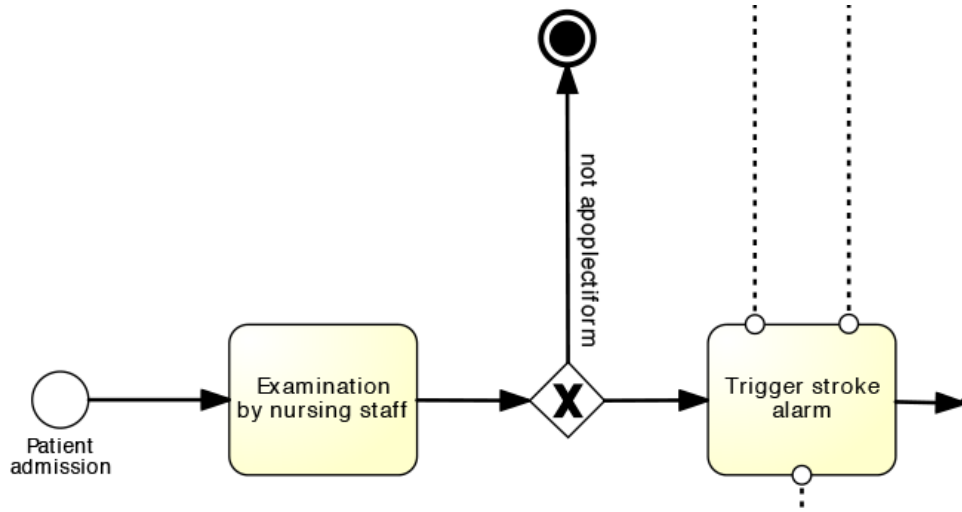 not apoplectiform
Examination
by nursing staff
Trigger stroke
alarm
Patient
admission